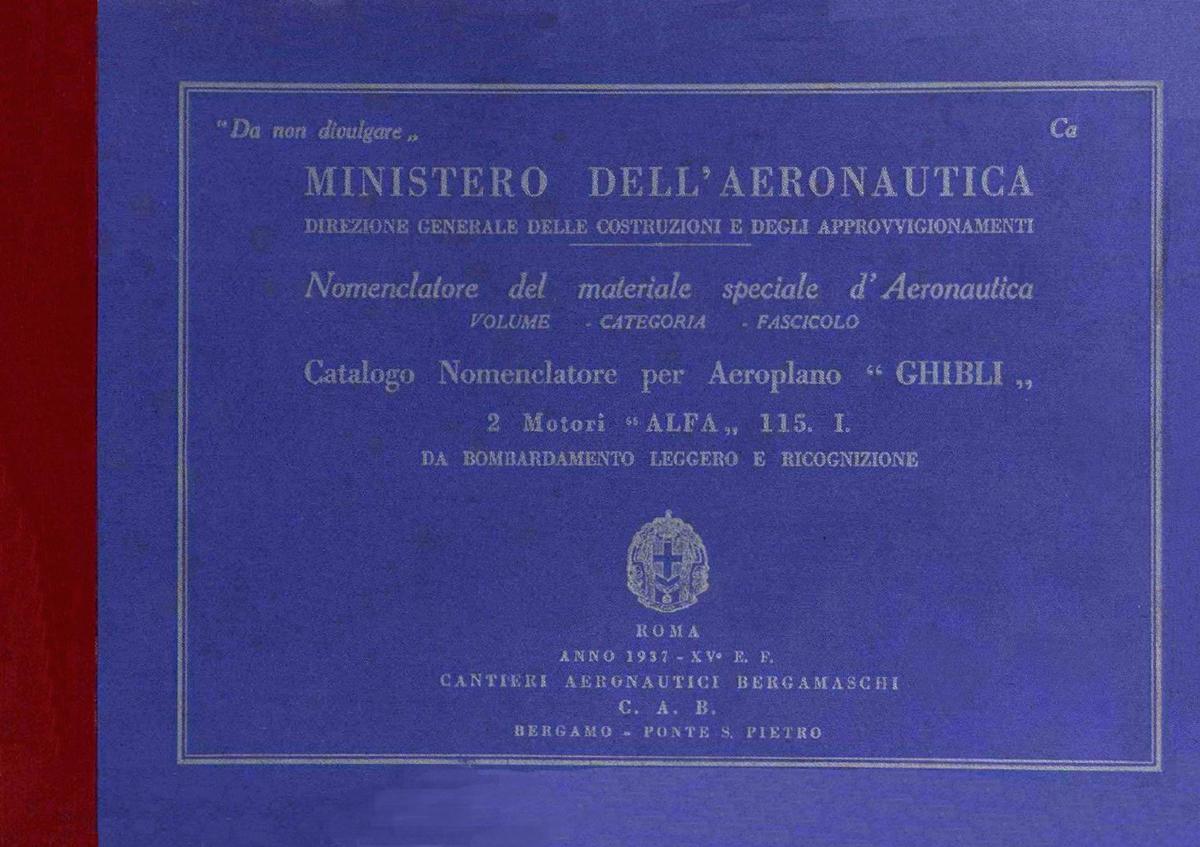 “Da non divulgare„ Ca
MINISTERO DELL'AERONAUTICA
DIREZIONE GENERALE DELLE COSTRUZIONI E DEGLI APPROVVIGIONAMENTI
Nomenclatore del materiale speciale d'Aeronautica
VOLUME - CATEGORIA - FASCICOLO
Catalogo Nomenclatore per Aeroplano “ GHIBLI „
2 Motori “ALFA„ 115. I.
DA BOMBARDAMENTO LEGGERO E RICOGNIZIONE
ROMA
ANNO 1937 - XVº E. F.
CANTIERI AERONAUTICI BERGAMASCHI
C. A. B.
BERGAMO - PONTE S. PIETRO